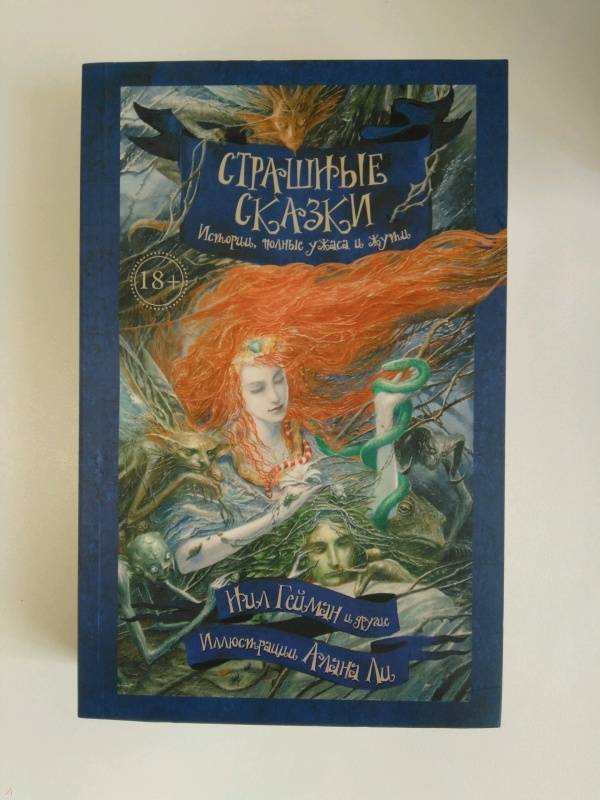 СТРАШНЫЕ
СКАЗКИ
Истории, полные ужаса и жути
18+
Нил Гейман и другие
Иллюстрации Алана Ли